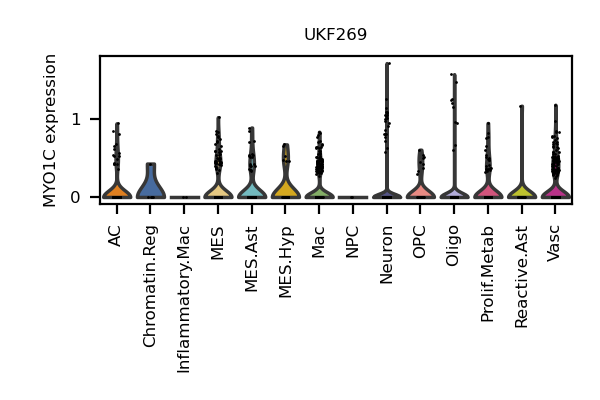 UKF269
MYO1C expression
1
0
AC
Chromatin.Reg
Inflammatory.Mac
MES
MES.Ast
MES.Hyp
Mac
NPC
Neuron
OPC
Oligo
Prolif.Metab
Reactive.Ast
Vasc